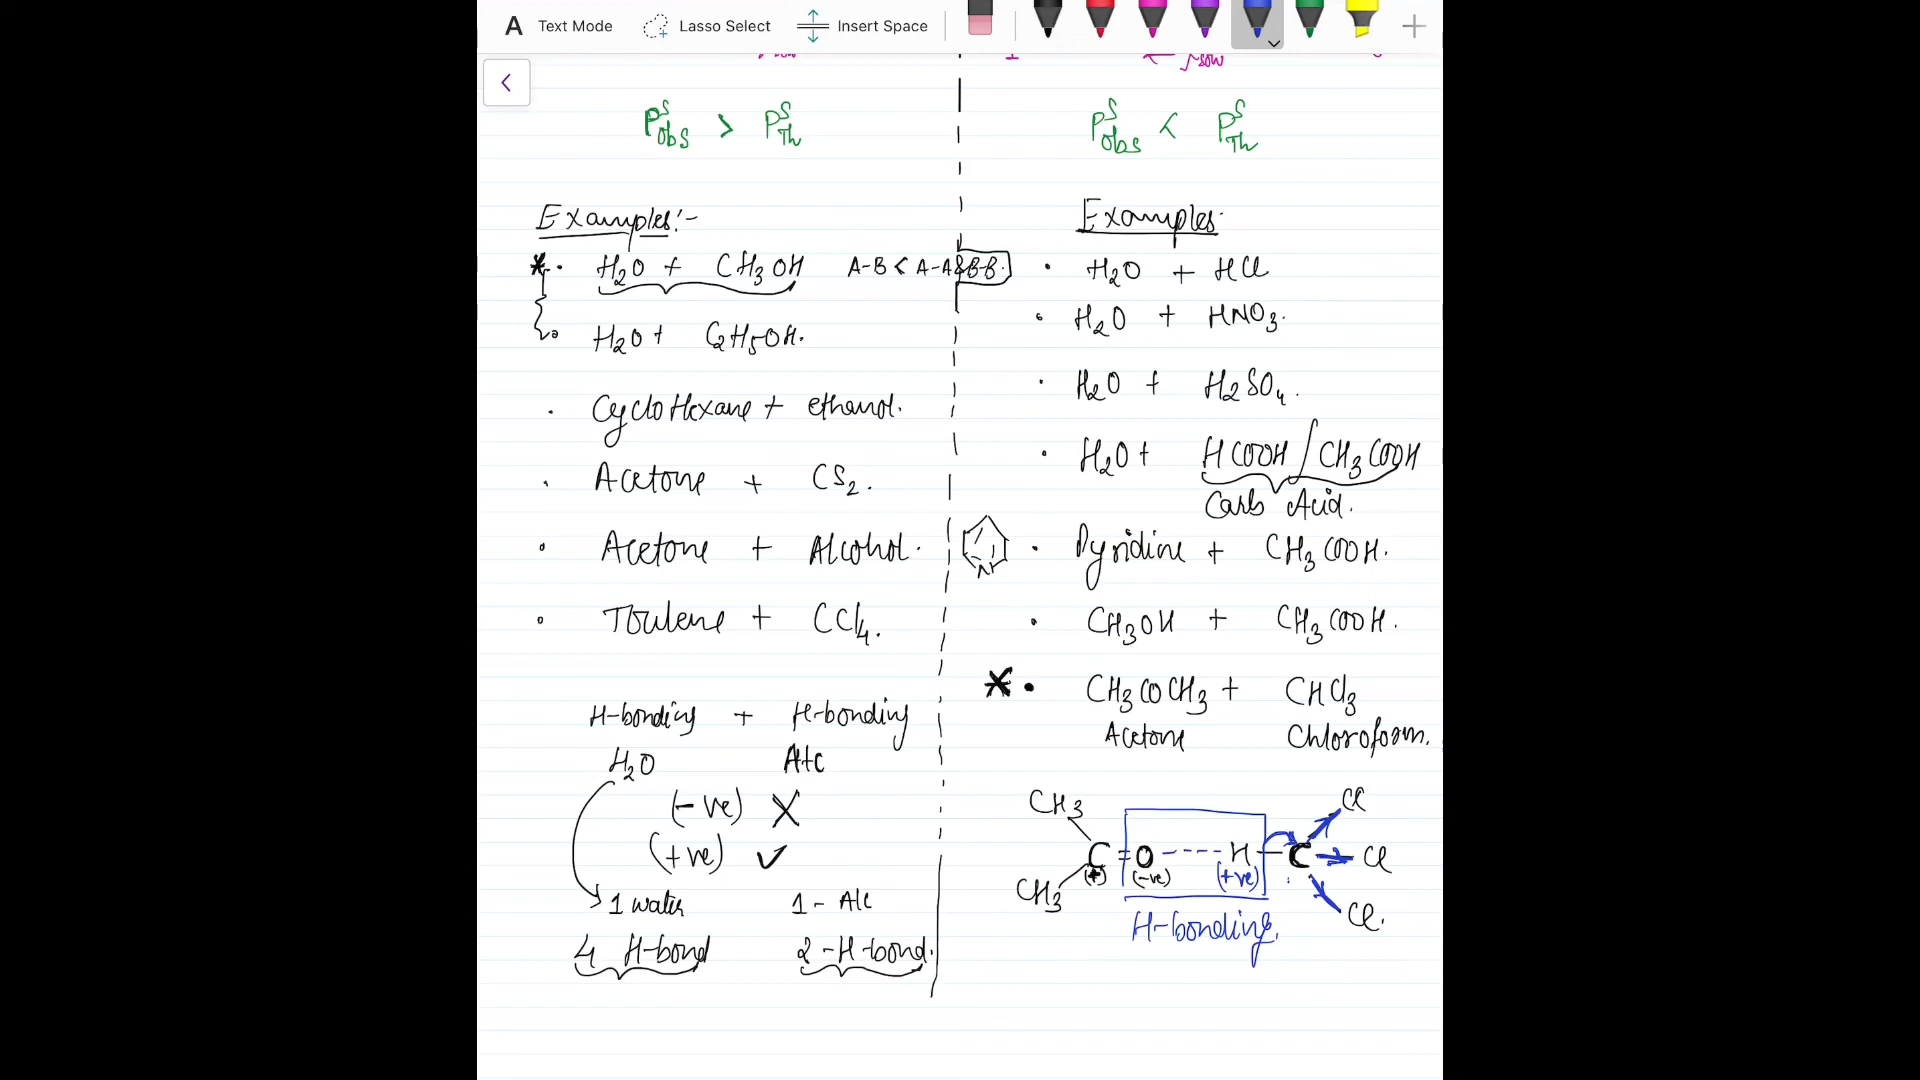 A Text Mode Lasso Select Insert Space
P^S_obs > P^S_Th
Examples:-
* · H2O + CH3OH A-B < A-A & B-B.
· H2O + C2H5OH.
· CycloHexane + ethanol.
· Acetone + CS2.
· Acetone + Alcohol.
· Toulene + CCl4.
H-bonding + H-bonding
H2O Alc
(-ve) X
(+ve) ✓
1 water 1 - Alc
4 H-bond 2 - H-bond.
P^S_obs < P^S_Th
Examples.
· H2O + HCl
· H2O + HNO3.
· H2O + H2SO4.
· H2O + HCOOH / CH3COOH
Carb Acid.
N · Pyridine + CH3COOH.
· CH3OH + CH3COOH.
* · CH3COCH3 + CHCl3
Acetone Chloroform.
CH3 Cl
C = O ---- H - C Cl
(+) (-ve) (+ve)
CH3 Cl.
H-bonding.